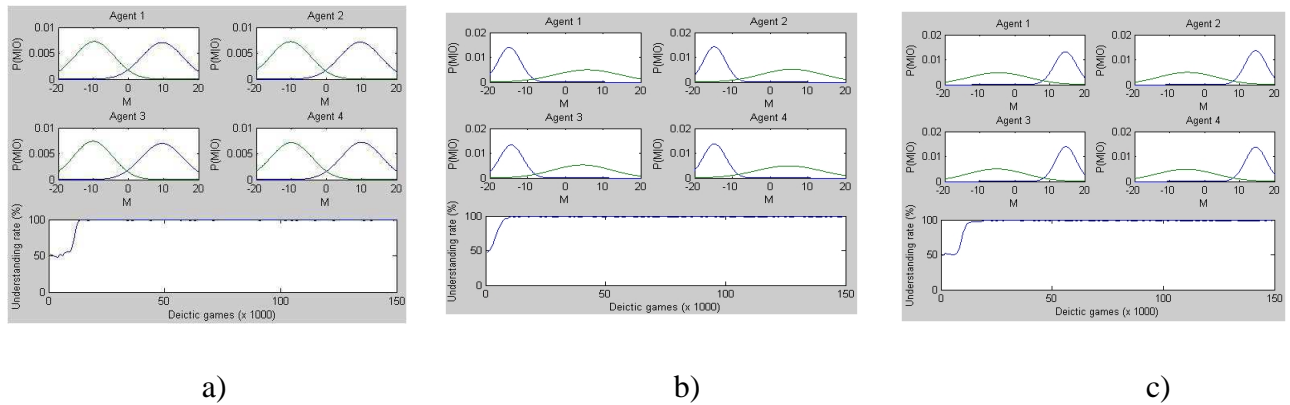 Agent 1
Agent 2
0.01
0.005
0
P(M|O)
-20 -10 0 10 20
M
0.01
0.005
0
P(M|O)
-20 -10 0 10 20
M
Agent 3
Agent 4
0.01
0.005
0
P(M|O)
-20 -10 0 10 20
M
0.01
0.005
0
P(M|O)
-20 -10 0 10 20
M
Understanding rate (%)
100
50
0
0 50 100 150
Deictic games (x 1000)
a)
Agent 1
Agent 2
0.02
0.01
0
P(M|O)
-20 -10 0 10 20
M
0.02
0.01
0
P(M|O)
-20 -10 0 10 20
M
Agent 3
Agent 4
0.02
0.01
0
P(M|O)
-20 -10 0 10 20
M
0.02
0.01
0
P(M|O)
-20 -10 0 10 20
M
Understanding rate (%)
100
50
0
0 50 100 150
Deictic games (x 1000)
b)
Agent 1
Agent 2
0.02
0.01
0
P(M|O)
-20 -10 0 10 20
M
0.02
0.01
0
P(M|O)
-20 -10 0 10 20
M
Agent 3
Agent 4
0.02
0.01
0
P(M|O)
-20 -10 0 10 20
M
0.02
0.01
0
P(M|O)
-20 -10 0 10 20
M
Understanding rate (%)
100
50
0
0 50 100 150
Deictic games (x 1000)
c)